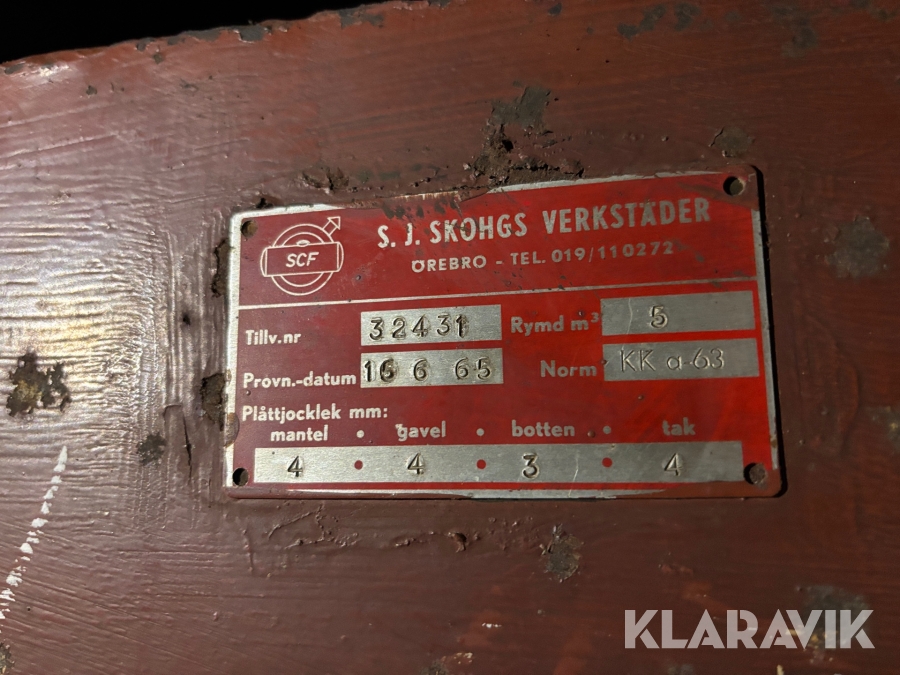 SCF
S. J. SKOHGS VERKSTÄDER
ÖREBRO - TEL. 019/110272
Tillv.nr 32431 Rymd m³ 5
Provn.-datum 16 6 65 Norm KK a-63
Plåttjocklek mm:
mantel • gavel • botten • tak
4 • 4 • 3 • 4
KLARAVIK